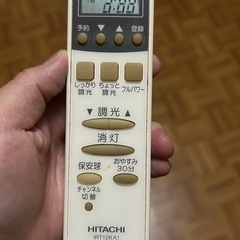 予約 ▼ ▲ 登録
しっかり調光 ちょっと調光 フルパワー
▼ 調光 ▲
消灯
保安球 おやすみ30分
チャンネル切替
HITACHI
IRT12KA1